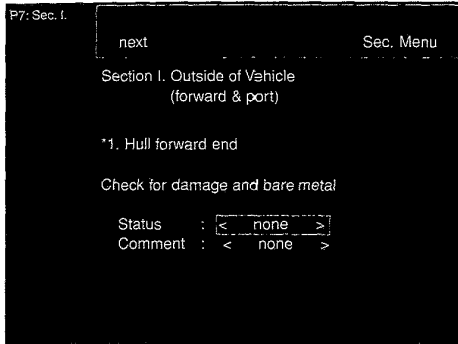 P7: Sec. I.
next Sec. Menu
Section I. Outside of Vehicle
(forward & port)
*1. Hull forward end
Check for damage and bare metal
Status : < none >
Comment : < none >